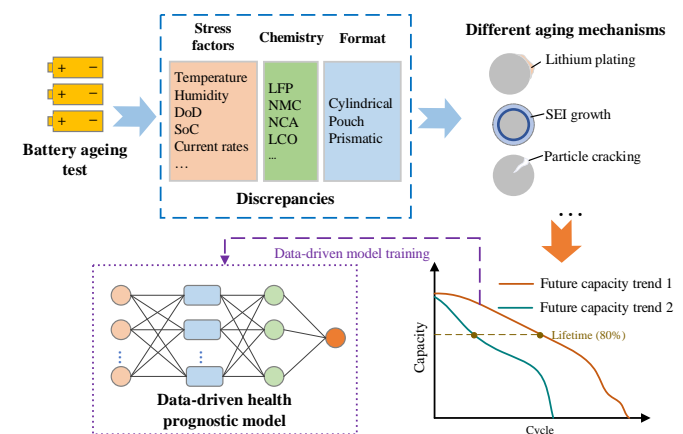 Battery ageing
test
Stress
factors
Chemistry
Format
Temperature
Humidity
DoD
SoC
Current rates
…
LFP
NMC
NCA
LCO
...
Cylindrical
Pouch
Prismatic
Discrepancies
Different aging mechanisms
Lithium plating
SEI growth
Particle cracking
...
Data-driven model training
Data-driven health
prognostic model
Future capacity trend 1
Future capacity trend 2
Lifetime (80%)
Capacity
Cycle